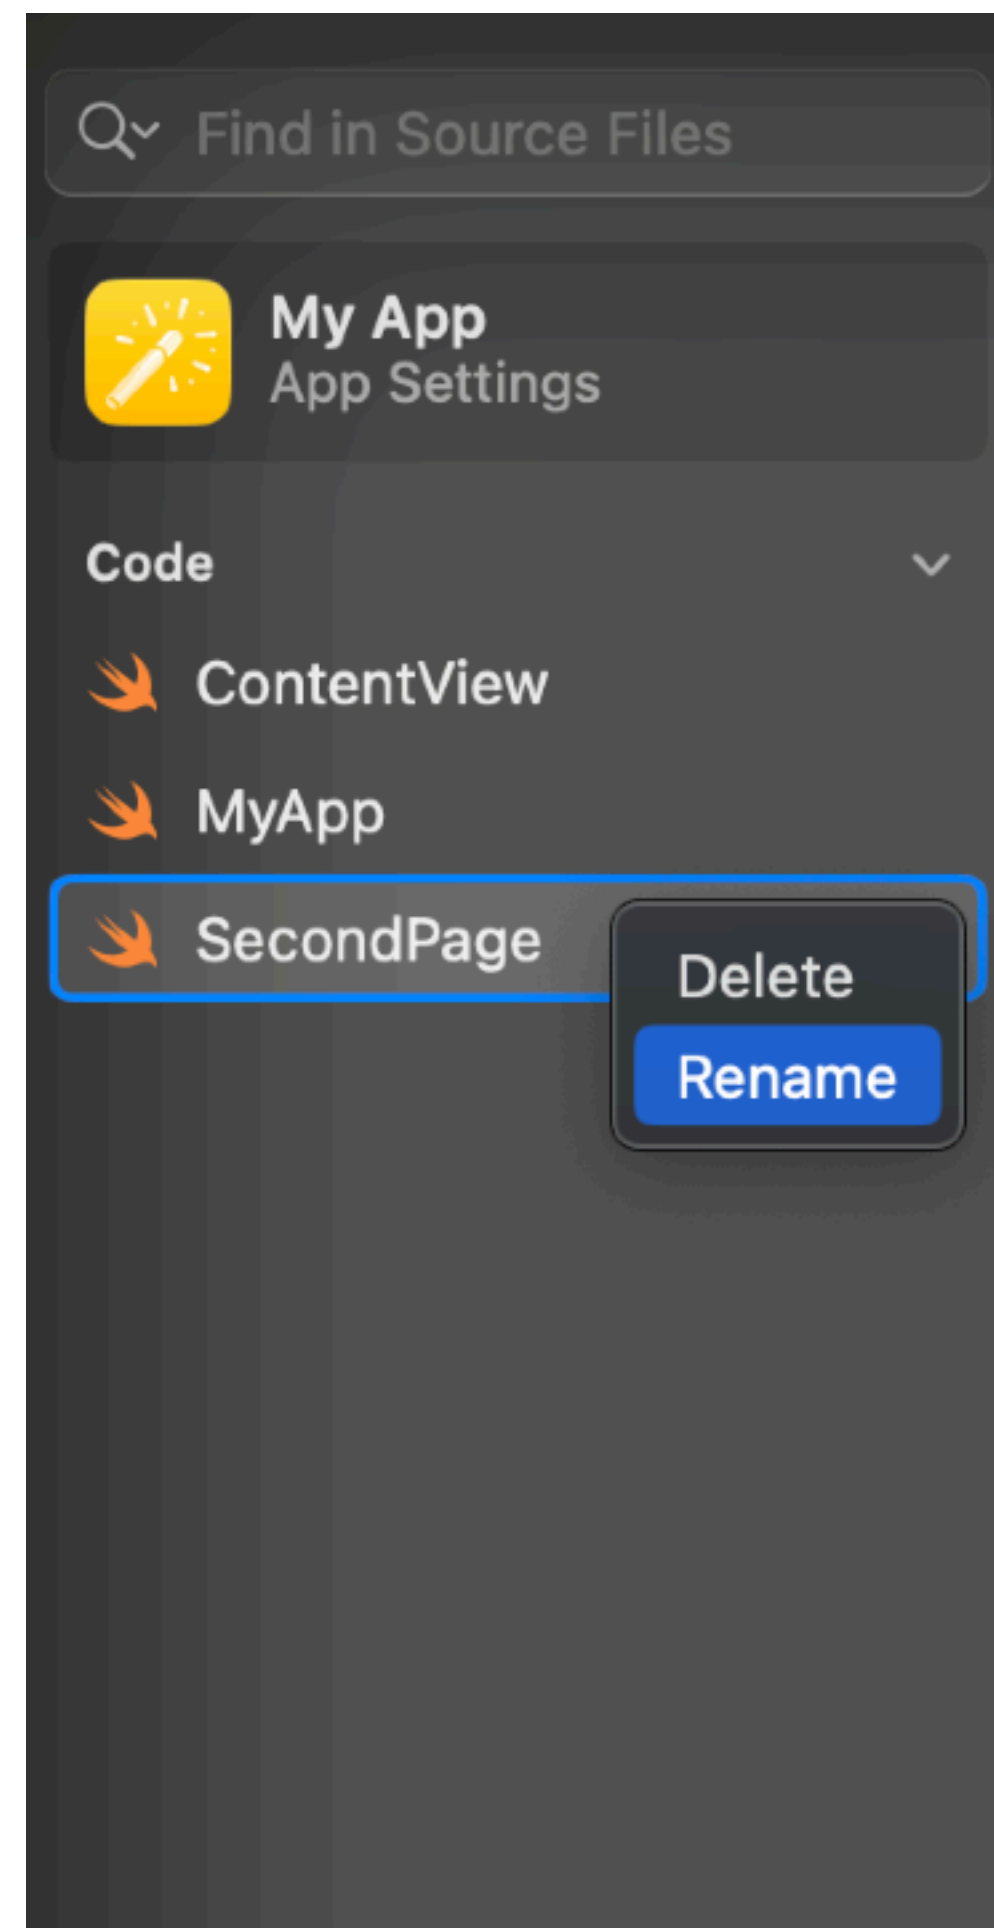 Find in Source Files
My App
App Settings
Code
ContentView
MyApp
SecondPage
Delete
Rename